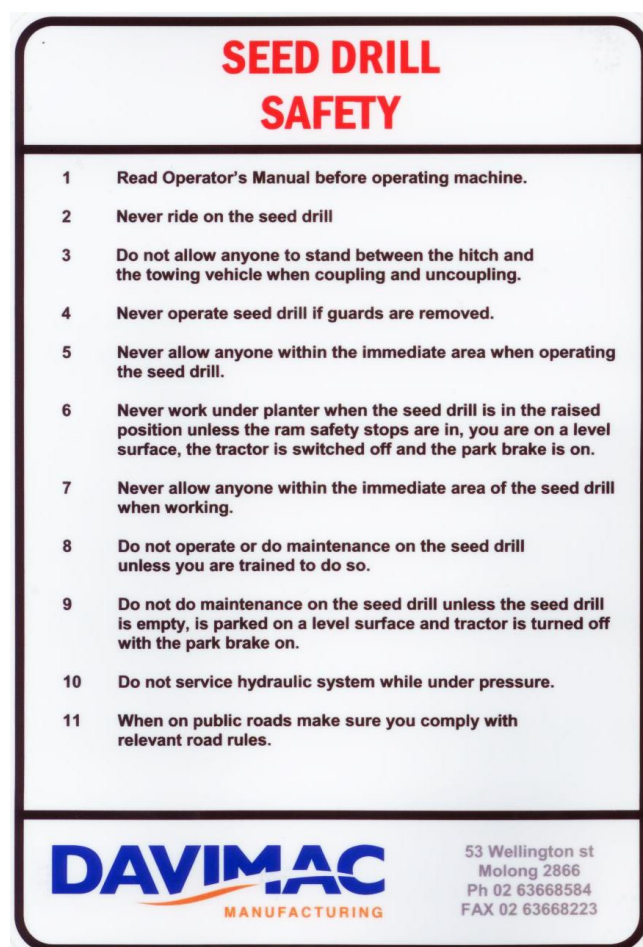 SEED DRILL
SAFETY
1 Read Operator's Manual before operating machine.
2 Never ride on the seed drill
3 Do not allow anyone to stand between the hitch and
the towing vehicle when coupling and uncoupling.
4 Never operate seed drill if guards are removed.
5 Never allow anyone within the immediate area when operating
the seed drill.
6 Never work under planter when the seed drill is in the raised
position unless the ram safety stops are in, you are on a level
surface, the tractor is switched off and the park brake is on.
7 Never allow anyone within the immediate area of the seed drill
when working.
8 Do not operate or do maintenance on the seed drill
unless you are trained to do so.
9 Do not do maintenance on the seed drill unless the seed drill
is empty, is parked on a level surface and tractor is turned off
with the park brake on.
10 Do not service hydraulic system while under pressure.
11 When on public roads make sure you comply with
relevant road rules.
DAVIMAC
MANUFACTURING
53 Wellington st
Molong 2866
Ph 02 63668584
FAX 02 63668223